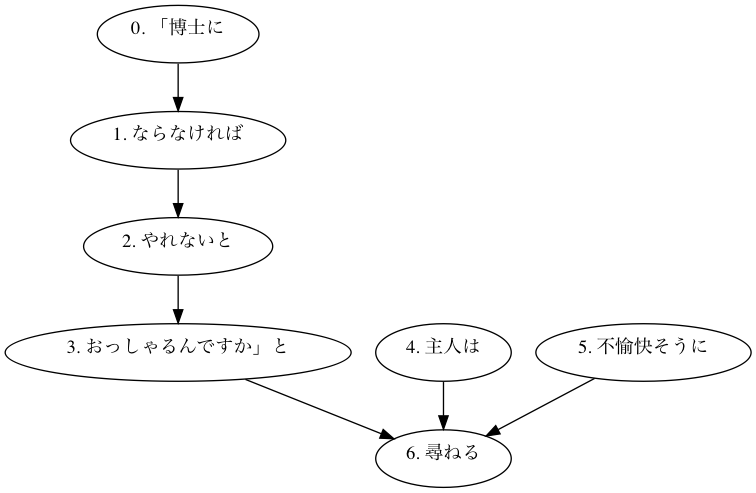 0. 「博士に
1. ならなければ
2. やれないと
3. おっしゃるんですか」と
4. 主人は
5. 不愉快そうに
6. 尋ねる